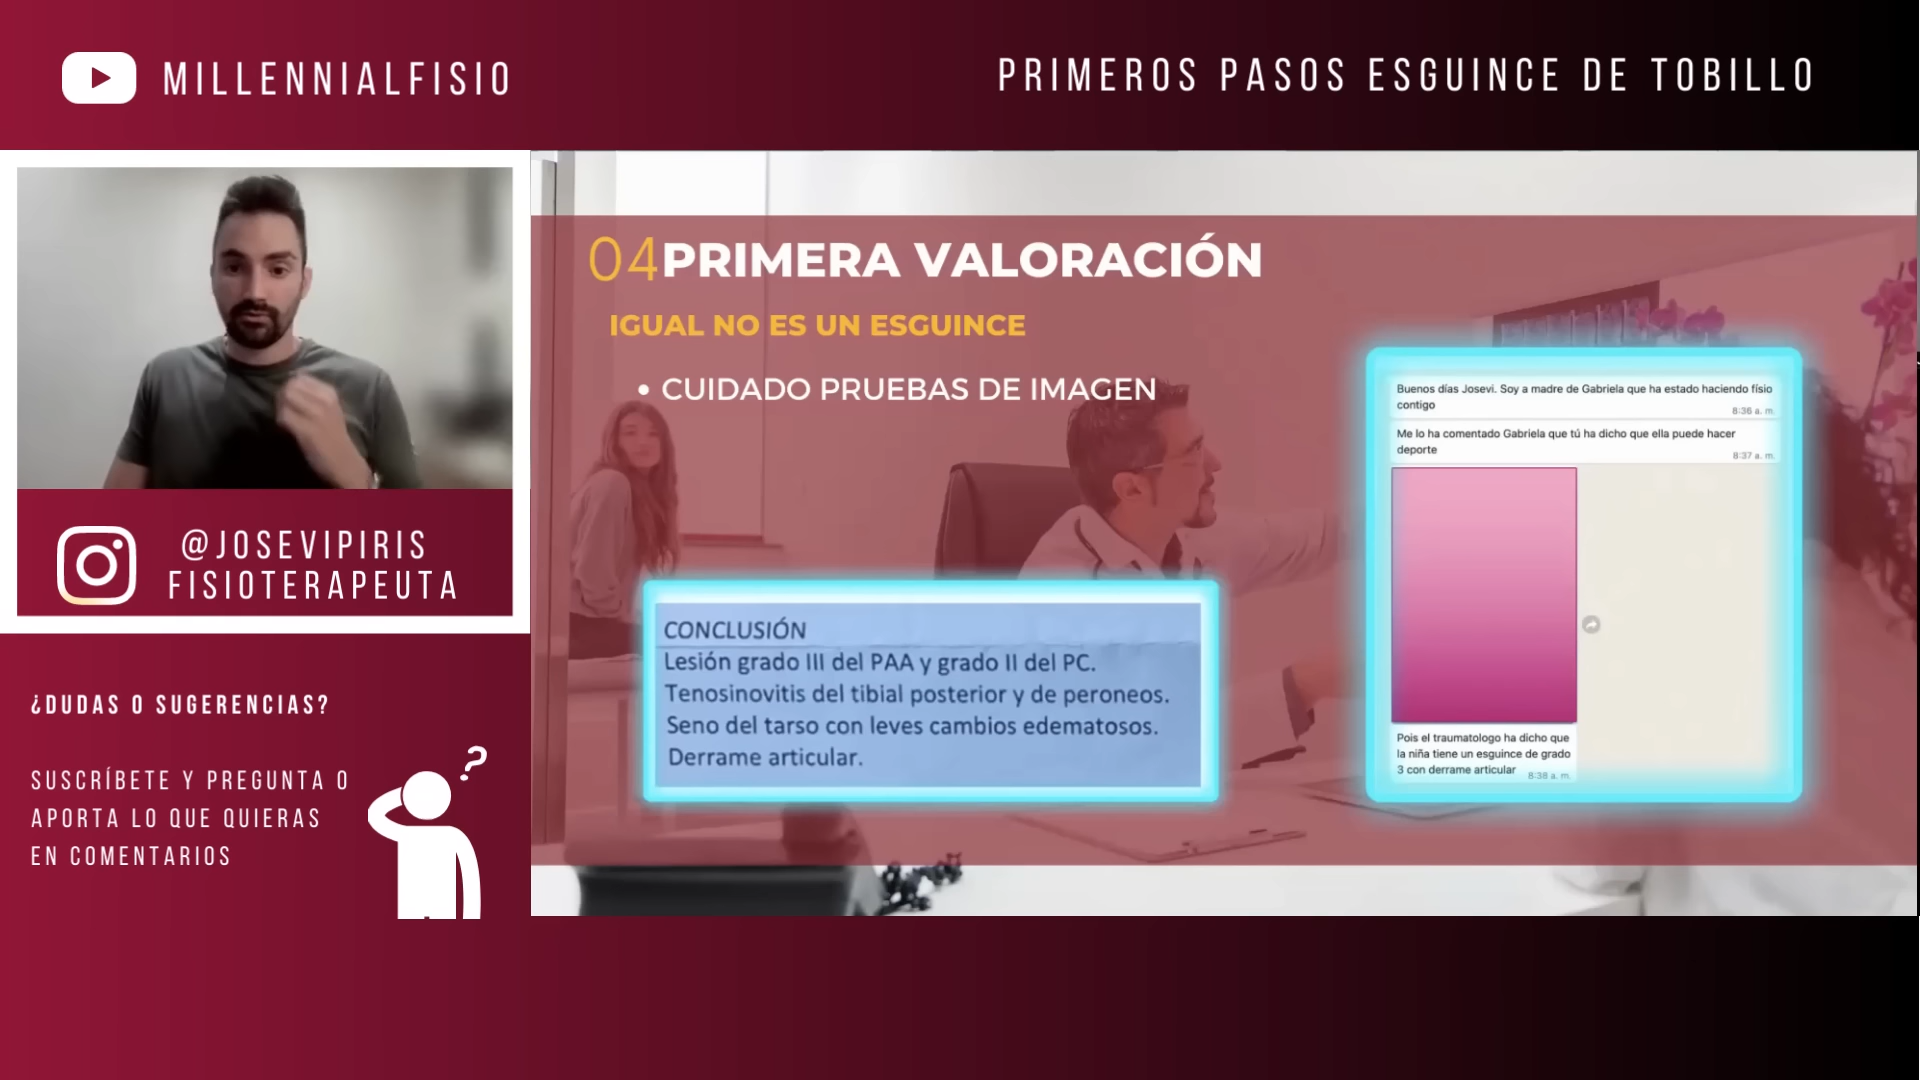 MILLENNIALFISIO
PRIMEROS PASOS ESGUINCE DE TOBILLO
@JOSEVIPIRIS
FISIOTERAPEUTA
¿DUDAS O SUGERENCIAS?
SUSCRÍBETE Y PREGUNTA O
APORTA LO QUE QUIERAS
EN COMENTARIOS
?
04 PRIMERA VALORACIÓN
IGUAL NO ES UN ESGUINCE
• CUIDADO PRUEBAS DE IMAGEN
CONCLUSIÓN
Lesión grado III del PAA y grado II del PC.
Tenosinovitis del tibial posterior y de peroneos.
Seno del tarso con leves cambios edematosos.
Derrame articular.
Buenos días Josevi. Soy a madre de Gabriela que ha estado haciendo físio
contigo
8:36 a. m.
Me lo ha comentado Gabriela que tú ha dicho que ella puede hacer
deporte
8:37 a. m.
Pois el traumatologo ha dicho que
la niña tiene un esguince de grado
3 con derrame articular
8:38 a. m.